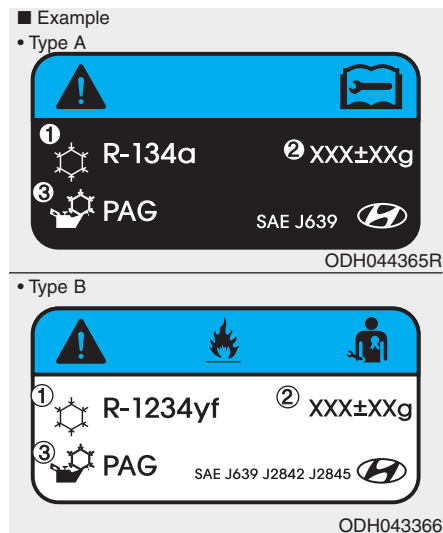 ■ Example
• Type A
① R-134a ② XXX±XXg
③ PAG SAE J639
ODH044365R
• Type B
① R-1234yf ② XXX±XXg
③ PAG SAE J639 J2842 J2845
ODH043366